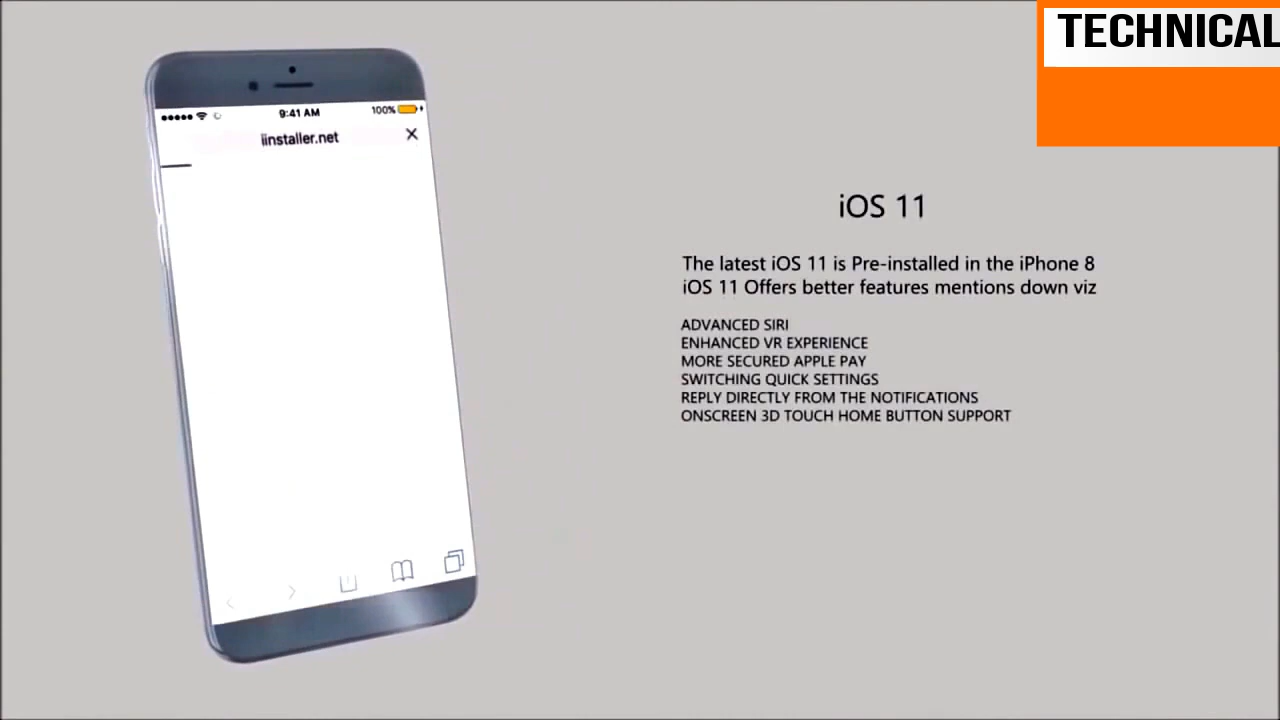 TECHNICAL
9:41 AM
100%
iinstaller.net
iOS 11
The latest iOS 11 is Pre-installed in the iPhone 8
iOS 11 Offers better features mentions down viz
ADVANCED SIRI
ENHANCED VR EXPERIENCE
MORE SECURED APPLE PAY
SWITCHING QUICK SETTINGS
REPLY DIRECTLY FROM THE NOTIFICATIONS
ONSCREEN 3D TOUCH HOME BUTTON SUPPORT